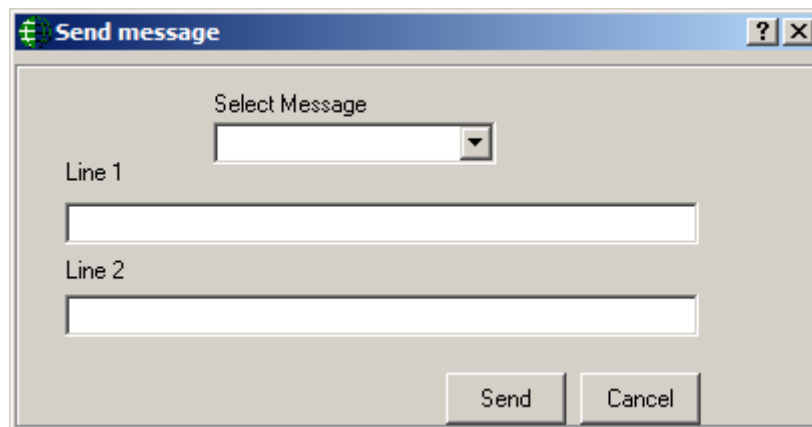 Send message
Select Message
Line 1
Line 2
Send Cancel